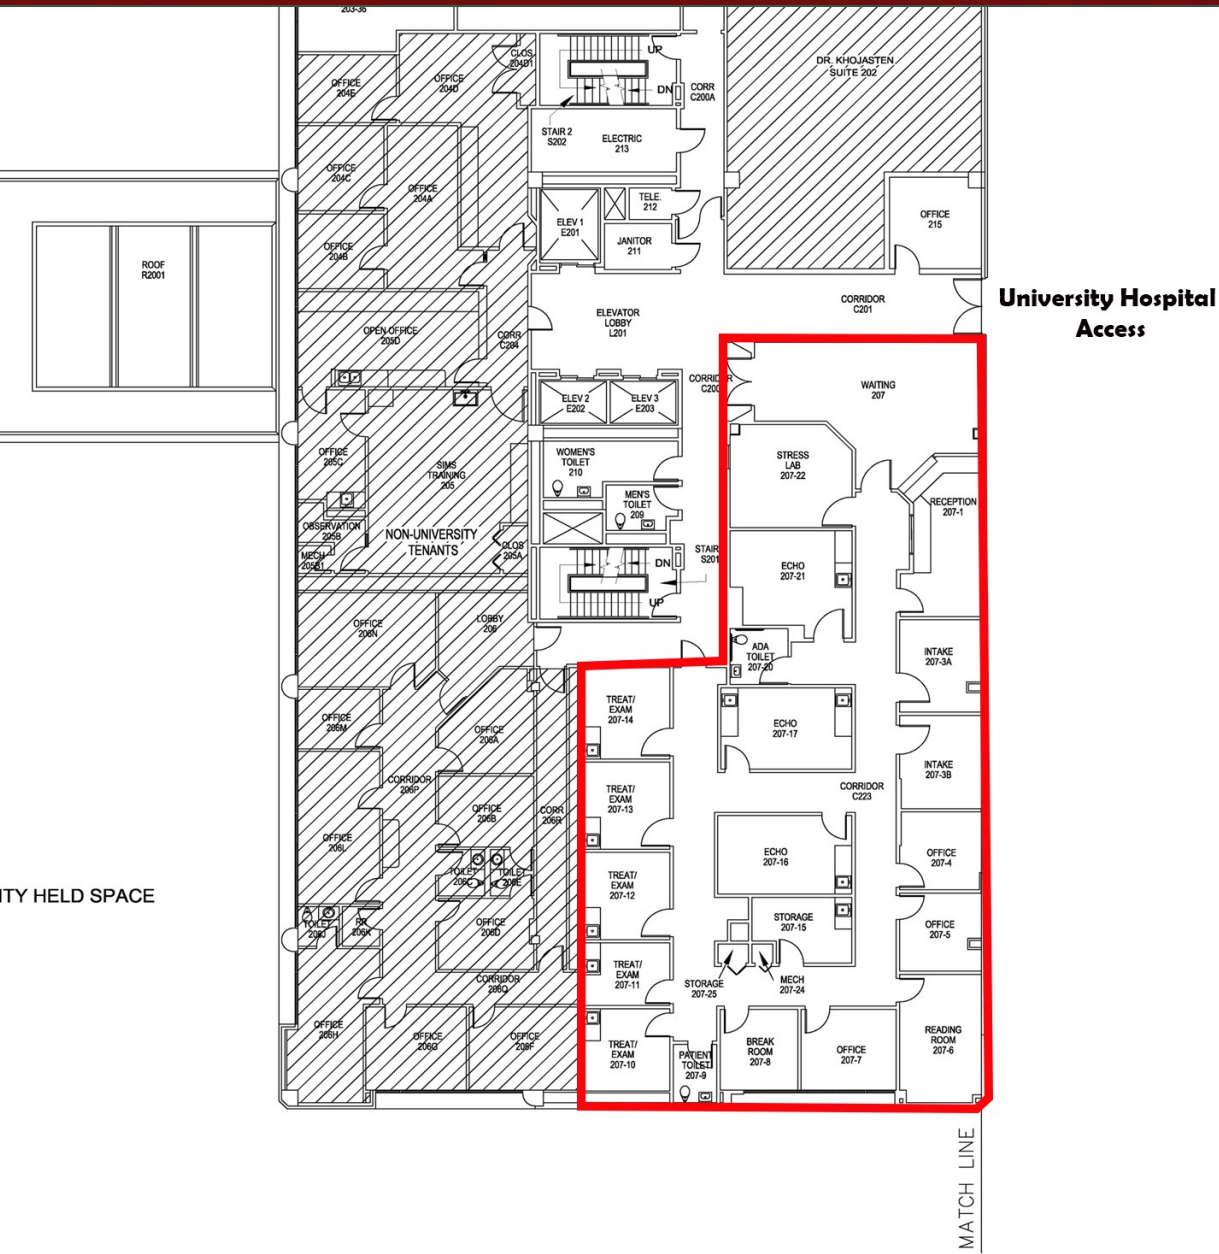 203-36
OFFICE
204E
OFFICE
204D
CLOS
204D1
UP
DN
CORR
C200A
DR. KHOJASTEN
SUITE 202
STAIR 2
S202
ELECTRIC
213
OFFICE
204C
OFFICE
204A
TELE.
212
ELEV 1
E201
JANITOR
211
OFFICE
215
OFFICE
204B
ROOF
R2001
University Hospital
Access
CORRIDOR
C201
ELEVATOR
LOBBY
L201
OPEN OFFICE
205D
CORR
C204
CORRIDOR
C200
WAITING
207
ELEV 2
E202
ELEV 3
E203
OFFICE
205C
SIMS
TRAINING
205
WOMEN'S
TOILET
210
MEN'S
TOILET
209
STRESS
LAB
207-22
RECEPTION
207-1
OBSERVATION
205B
NON-UNIVERSITY
TENANTS
CLOS
205A
MECH
205B1
STAIR
S201
DN
UP
ECHO
207-21
OFFICE
206N
LOBBY
206
ADA
TOILET
207-20
INTAKE
207-3A
OFFICE
206M
OFFICE
206A
TREAT/
EXAM
207-14
ECHO
207-17
INTAKE
207-3B
CORRIDOR
206P
CORRIDOR
C223
OFFICE
206B
CORR
206R
TREAT/
EXAM
207-13
OFFICE
206L
ECHO
207-16
OFFICE
207-4
TOILET
206C
TOILET
206E
TREAT/
EXAM
207-12
ITY HELD SPACE
TOILET
206J
RR
206K
OFFICE
206D
STORAGE
207-15
OFFICE
207-5
CORRIDOR
206Q
TREAT/
EXAM
207-11
STORAGE
207-25
MECH
207-24
OFFICE
206H
OFFICE
206G
OFFICE
206F
TREAT/
EXAM
207-10
PATIENT
TOILET
207-9
BREAK
ROOM
207-8
OFFICE
207-7
READING
ROOM
207-6
MATCH LINE